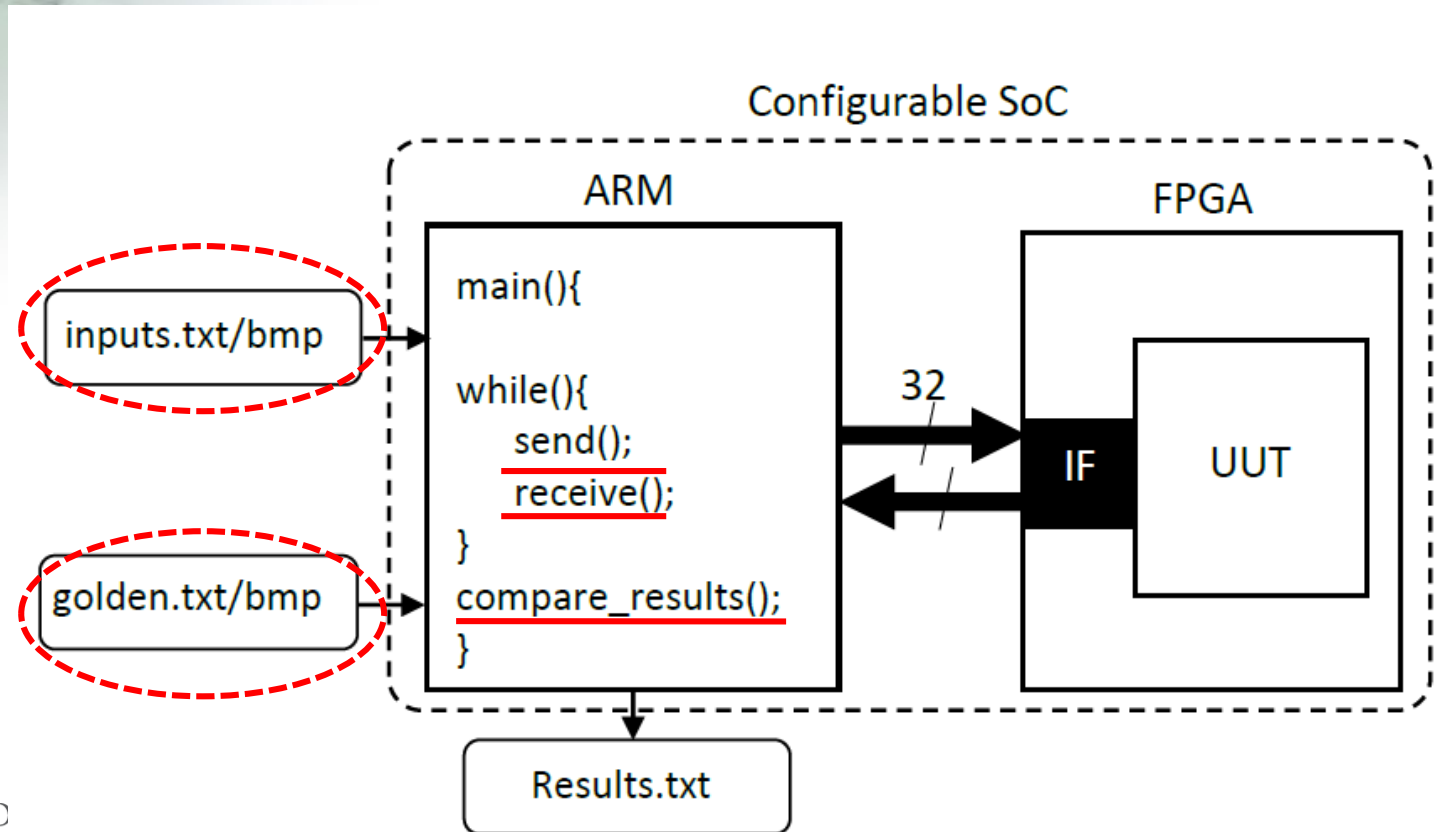 Configurable SoC
ARM
FPGA
inputs.txt/bmp
golden.txt/bmp
main(){
while(){
send();
receive();
}
compare_results();
}
32
IF
UUT
Results.txt